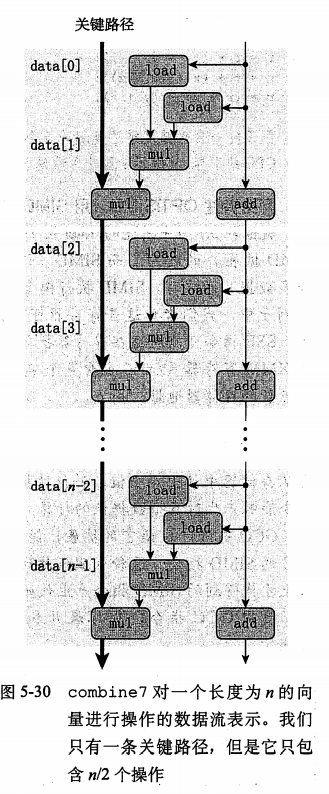 关键路径
data[0]
load
load
data[1]
mul
mul
add
data[2]
load
load
data[3]
mul
mul
add
data[n-2]
load
load
data[n-1]
mul
mul
add
图 5-30 combine7 对一个长度为 n 的向
量进行操作的数据流表示。我们
只有一条关键路径，但是它只包
含 n/2 个操作